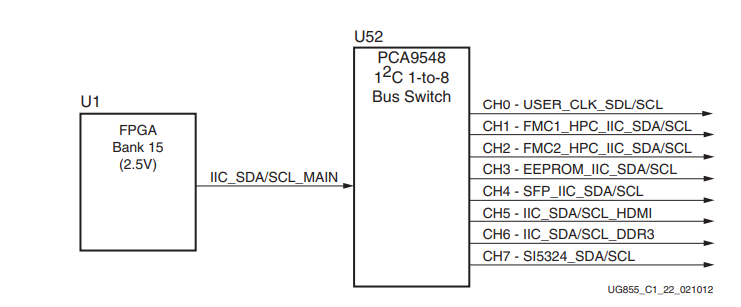 U52
PCA9548
I2C 1-to-8
Bus Switch
U1
FPGA
Bank 15
(2.5V)
IIC_SDA/SCL_MAIN
CH0 - USER_CLK_SDL/SCL
CH1 - FMC1_HPC_IIC_SDA/SCL
CH2 - FMC2_HPC_IIC_SDA/SCL
CH3 - EEPROM_IIC_SDA/SCL
CH4 - SFP_IIC_SDA/SCL
CH5 - IIC_SDA/SCL_HDMI
CH6 - IIC_SDA/SCL_DDR3
CH7 - SI5324_SDA/SCL
UG855_C1_22_021012